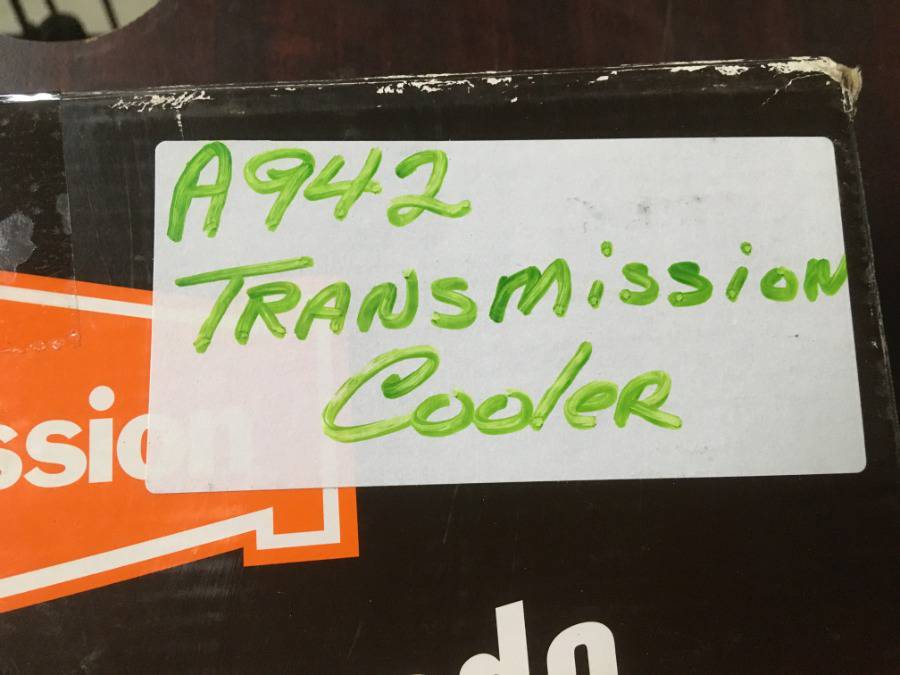 A942
TRANSMissiON
CooleR
ssion